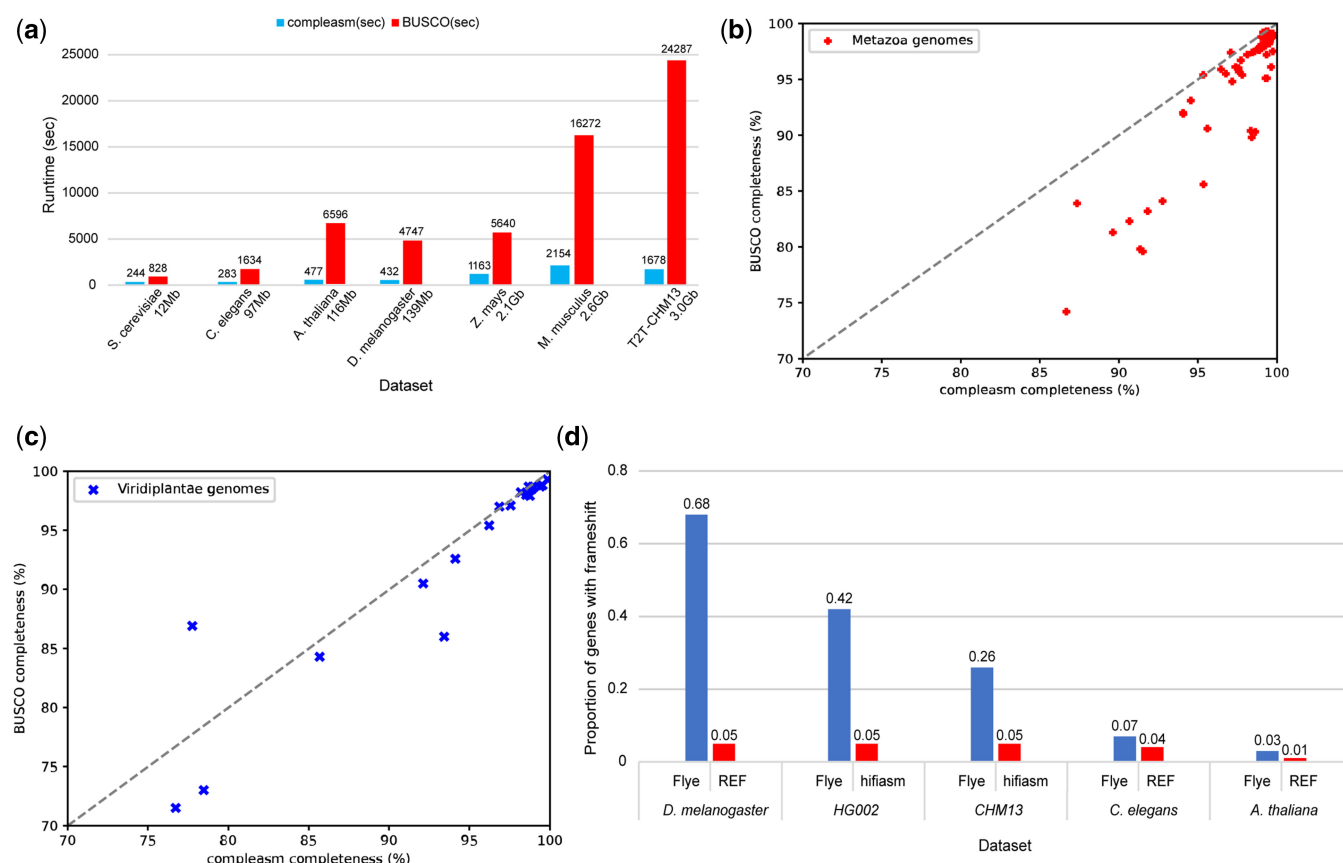 (a)
compleasm(sec) BUSCO(sec)
Runtime (sec)
25000
20000
15000
10000
5000
0
244 828
283 1634
477 6596
432 4747
1163 5640
2154 16272
1678 24287
S. cerevisiae
12Mb
C. elegans
97Mb
A. thaliana
116Mb
D. melanogaster
139Mb
Z. mays
2.1Gb
M. musculus
2.6Gb
T2T-CHM13
3.0Gb
Dataset
(b)
Metazoa genomes
BUSCO completeness (%)
100
95
90
85
80
75
70
70 75 80 85 90 95 100
compleasm completeness (%)
(c)
Viridiplantae genomes
BUSCO completeness (%)
100
95
90
85
80
75
70
70 75 80 85 90 95 100
compleasm completeness (%)
(d)
Proportion of genes with frameshift
0.8
0.6
0.4
0.2
0
0.68 0.05
0.42 0.05
0.26 0.05
0.07 0.04
0.03 0.01
Flye REF Flye hifiasm Flye hifiasm Flye REF Flye REF
D. melanogaster HG002 CHM13 C. elegans A. thaliana
Dataset